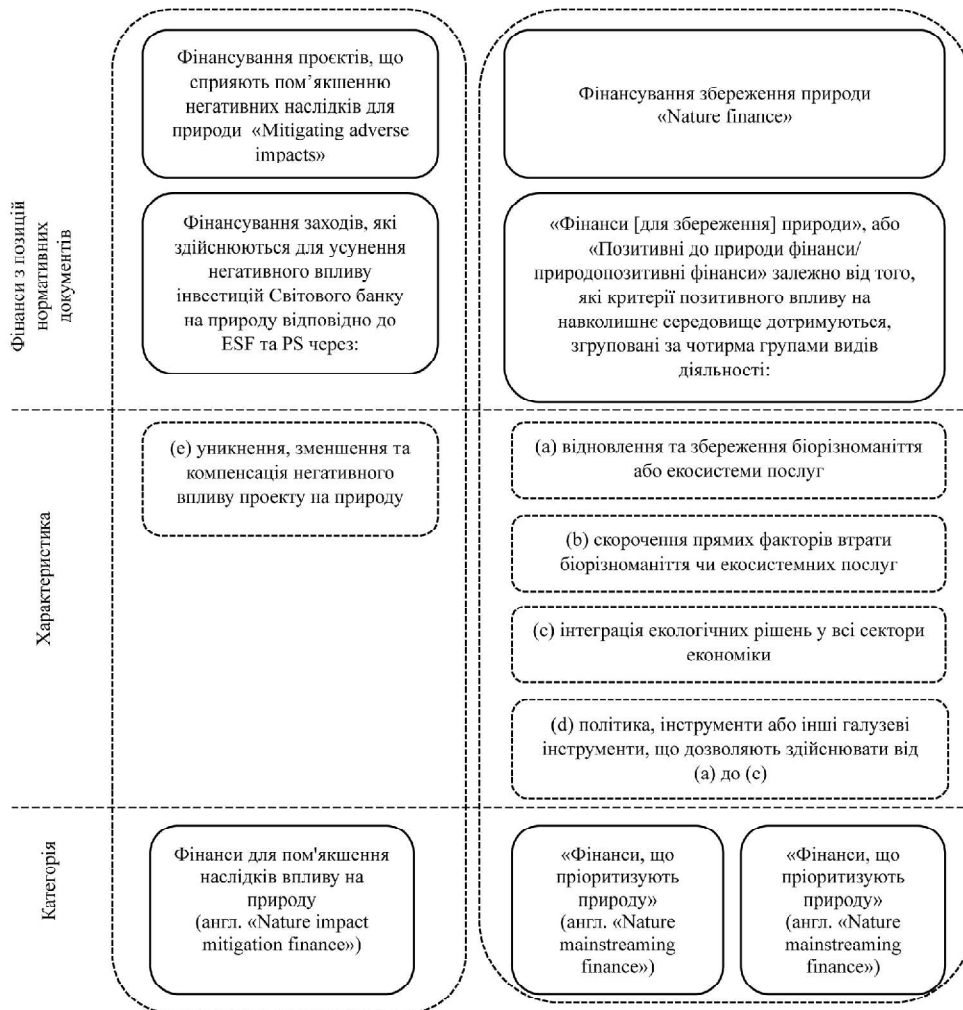 Фінанси з позицій
нормативних
документів
Фінансування проєктів, що
сприяють пом’якшенню
негативних наслідків для
природи «Mitigating adverse
impacts»
Фінансування збереження природи
«Nature finance»
Фінансування заходів, які
здійснюються для усунення
негативного впливу
інвестицій Світового банку
на природу відповідно до
ESF та PS через:
«Фінанси [для збереження] природи», або
«Позитивні до природи фінанси/
природопозитивні фінанси» залежно від того,
які критерії позитивного впливу на
навколишнє середовище дотримуються,
згруповані за чотирма групами видів
діяльності:
Характеристика
(e) уникнення, зменшення та
компенсація негативного
впливу проекту на природу
(a) відновлення та збереження біорізноманіття
або екосистеми послуг
(b) скорочення прямих факторів втрати
біорізноманіття чи екосистемних послуг
(c) інтеграція екологічних рішень у всі сектори
економіки
(d) політика, інструменти або інші галузеві
інструменти, що дозволяють здійснювати від
(a) до (c)
Категорія
Фінанси для пом'якшення
наслідків впливу на
природу
(англ. «Nature impact
mitigation finance»)
«Фінанси, що
пріоритизують
природу»
(англ. «Nature
mainstreaming
finance»)
«Фінанси, що
пріоритизують
природу»
(англ. «Nature
mainstreaming
finance»)